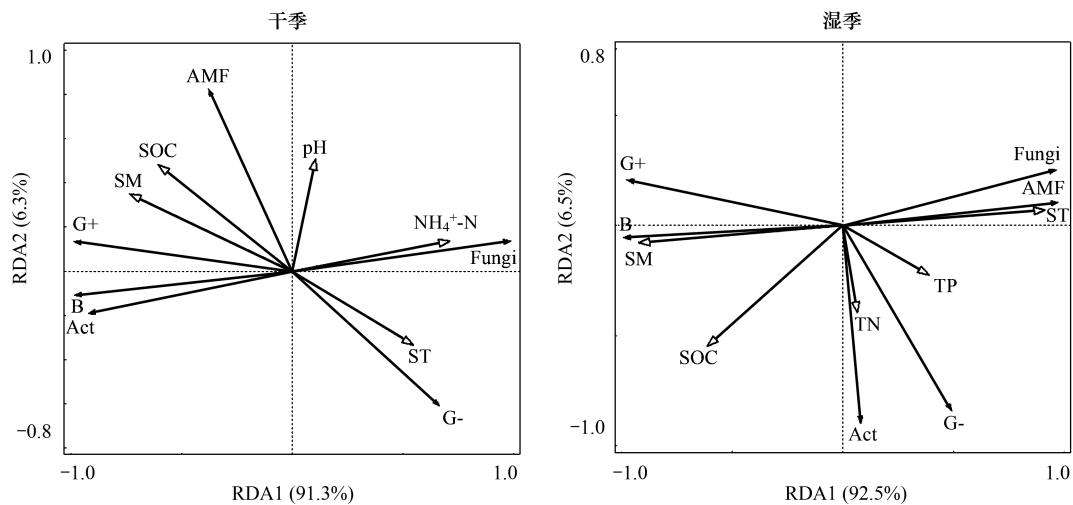 干季
1.0
AMF
SOC
pH
SM
G+
NH₄⁺-N
Fungi
B
Act
ST
G-
−0.8
−1.0
1.0
RDA1 (91.3%)
RDA2 (6.3%)
湿季
0.8
Fungi
G+
AMF
ST
B
SM
TP
TN
SOC
G-
Act
−1.0
−1.0
1.0
RDA1 (92.5%)
RDA2 (6.5%)